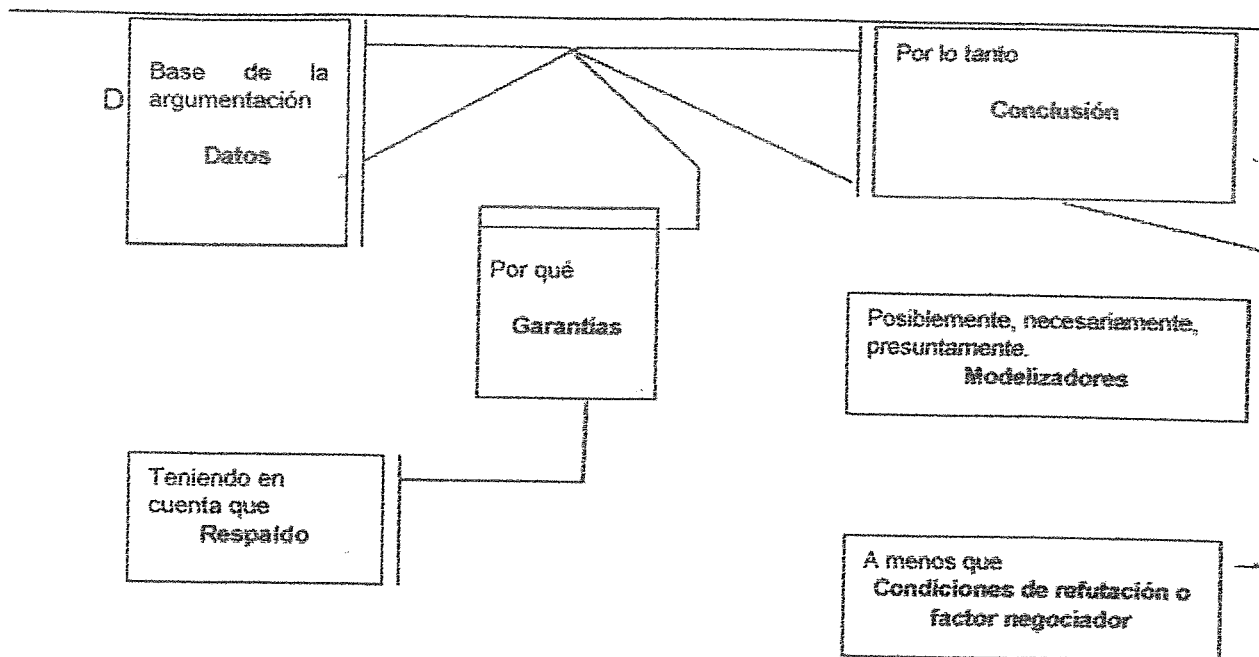 D
Base de la
argumentación
Datos
Por lo tanto
Conclusión
Por qué
Garantías
Posiblemente, necesariamente,
presuntamente.
Modelizadores
Teniendo en
cuenta que
Respaldo
A menos que
Condiciones de refutación o
factor negociador